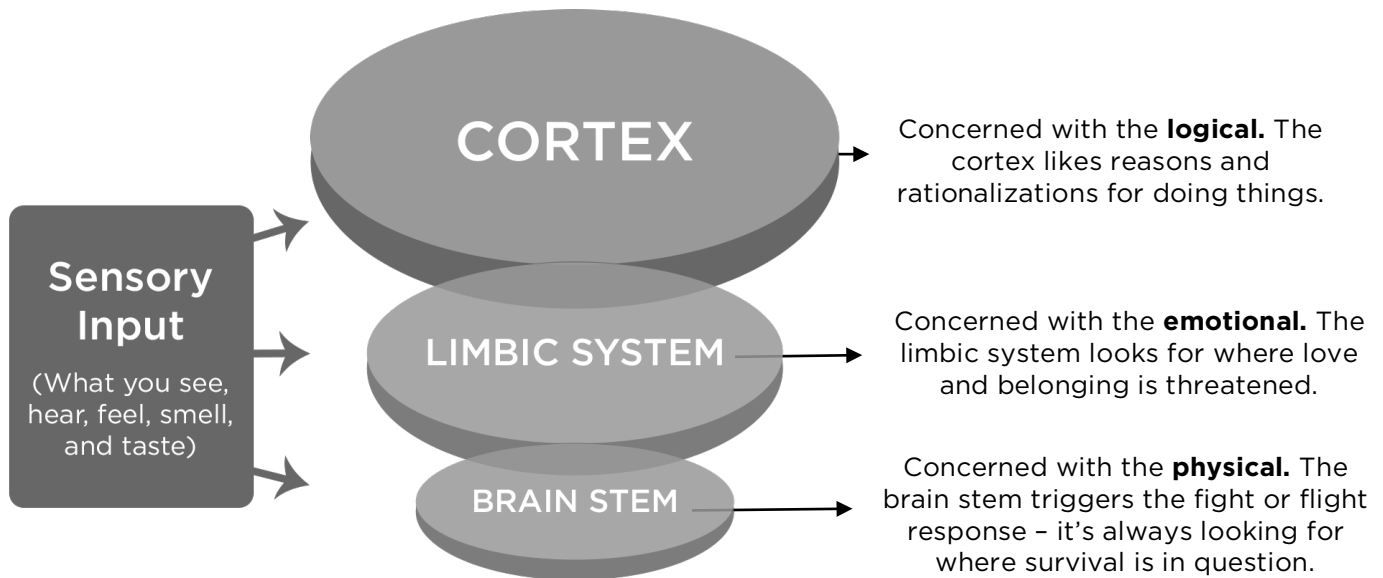 CORTEX
Concerned with the logical. The
cortex likes reasons and
rationalizations for doing things.
Sensory
Input
(What you see,
hear, feel, smell,
and taste)
LIMBIC SYSTEM
Concerned with the emotional. The
limbic system looks for where love
and belonging is threatened.
BRAIN STEM
Concerned with the physical. The
brain stem triggers the fight or flight
response – it’s always looking for
where survival is in question.